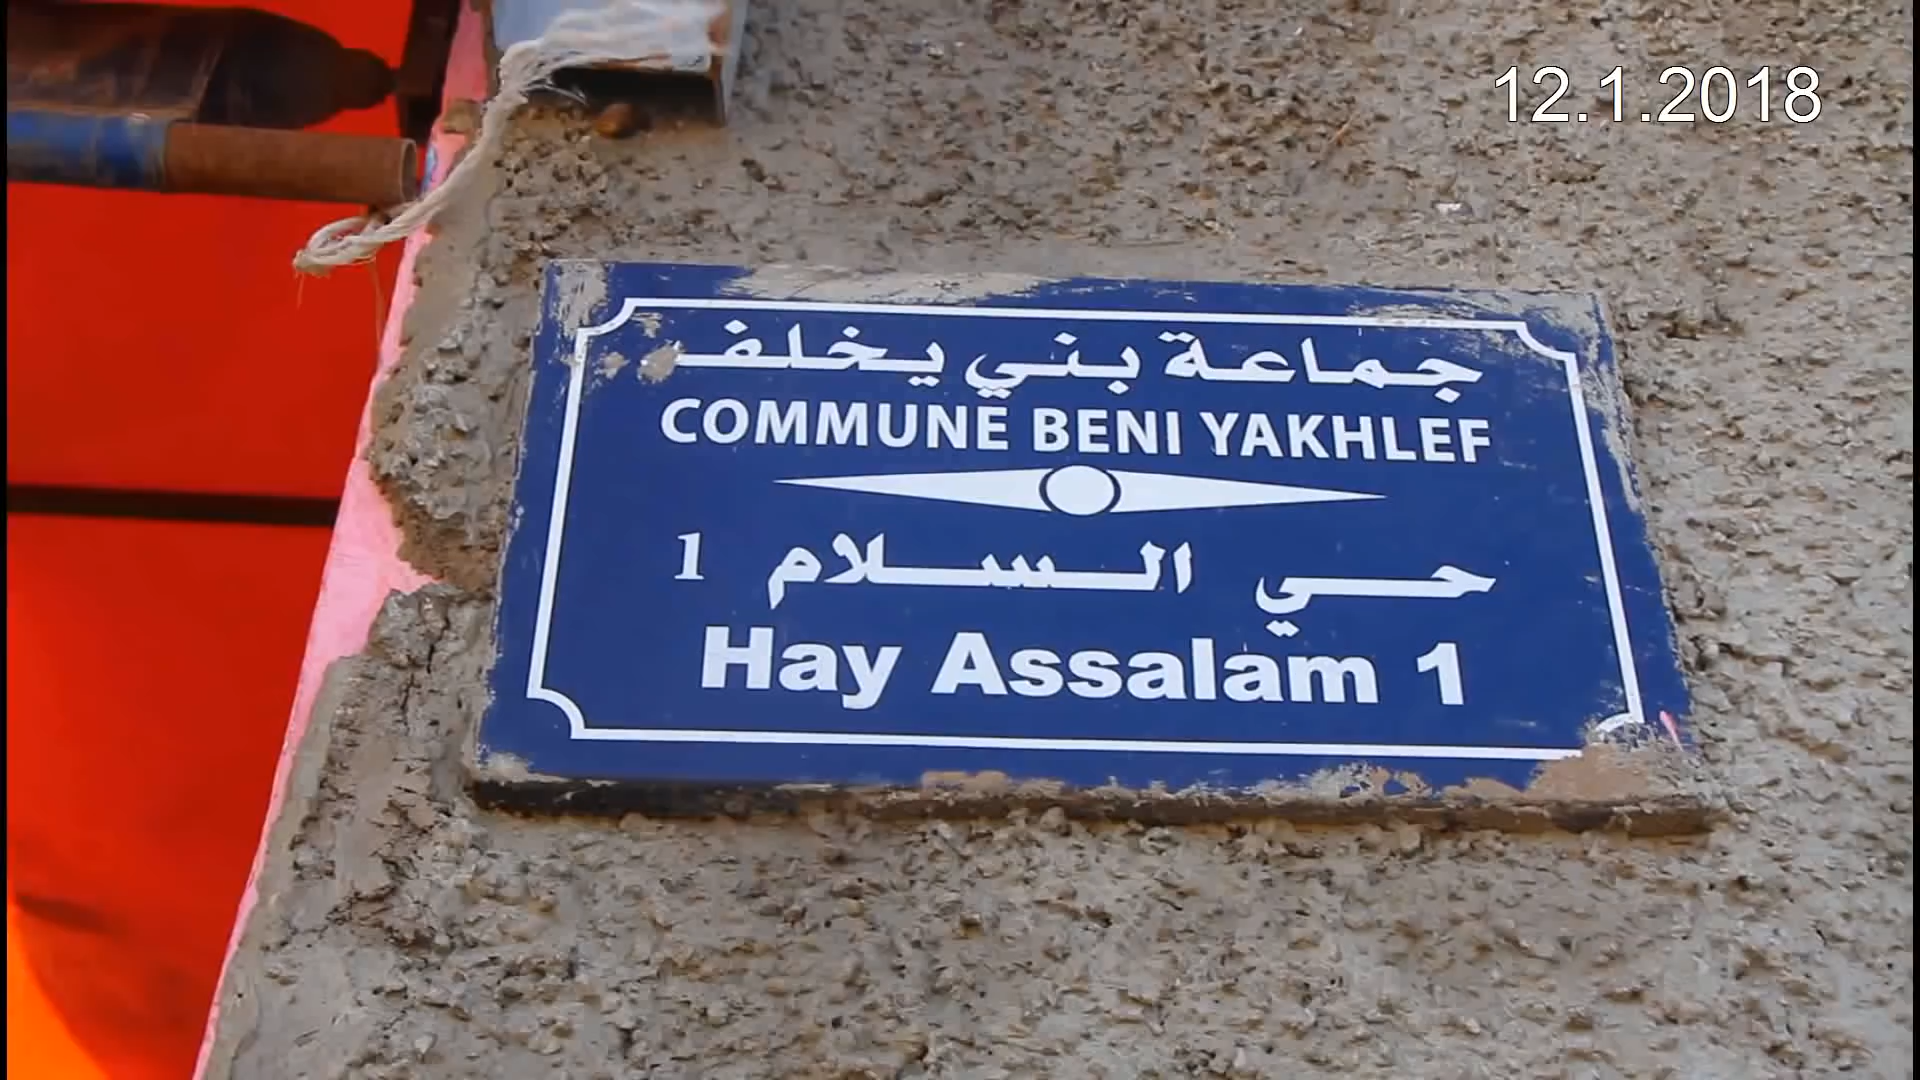 12.1.2018
جماعة بني يخلف
COMMUNE BENI YAKHLEF
حي السلام 1
Hay Assalam 1